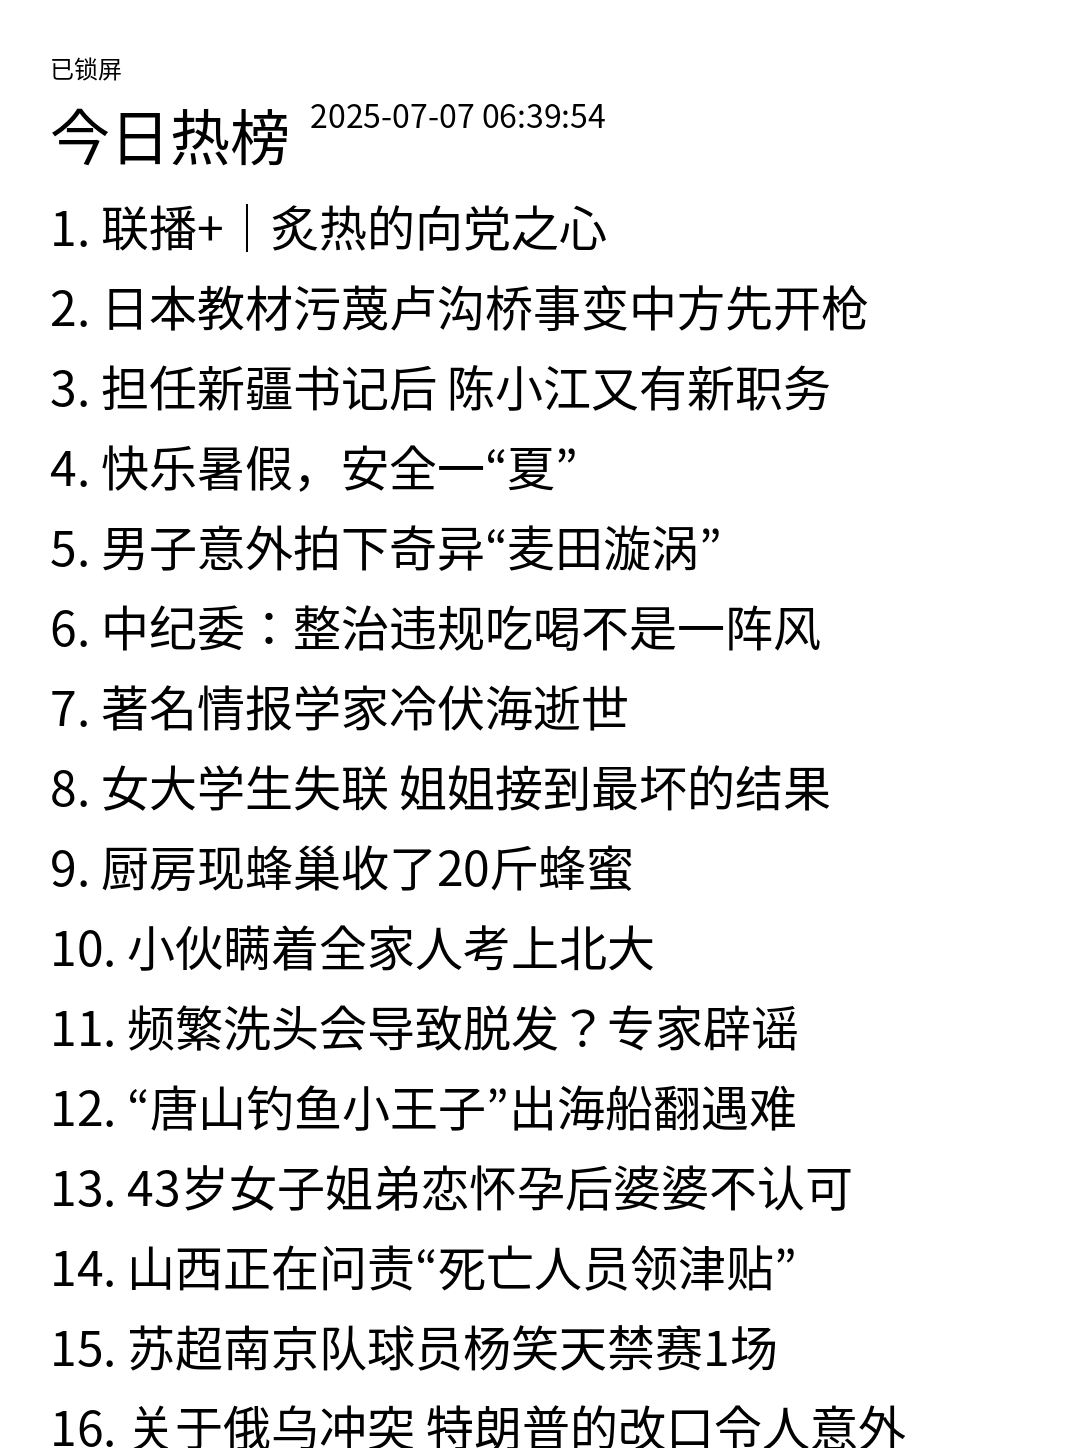 已锁屏
今日热榜 2025-07-07 06:39:54
1. 联播+｜炙热的向党之心
2. 日本教材污蔑卢沟桥事变中方先开枪
3. 担任新疆书记后 陈小江又有新职务
4. 快乐暑假，安全一“夏”
5. 男子意外拍下奇异“麦田漩涡”
6. 中纪委：整治违规吃喝不是一阵风
7. 著名情报学家冷伏海逝世
8. 女大学生失联 姐姐接到最坏的结果
9. 厨房现蜂巢收了20斤蜂蜜
10. 小伙瞒着全家人考上北大
11. 频繁洗头会导致脱发？专家辟谣
12. “唐山钓鱼小王子”出海船翻遇难
13. 43岁女子姐弟恋怀孕后婆婆不认可
14. 山西正在问责“死亡人员领津贴”
15. 苏超南京队球员杨笑天禁赛1场
16. 关于俄乌冲突 特朗普的改口令人意外